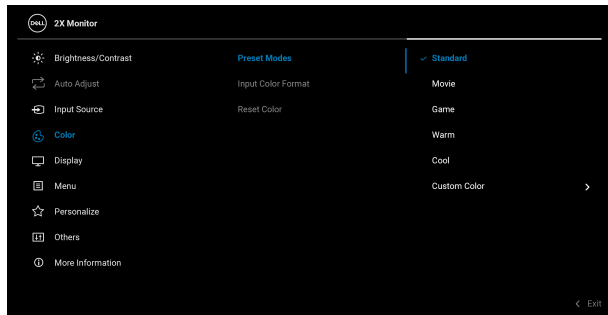 DELL 2X Monitor
Brightness/Contrast
Auto Adjust
Input Source
Color
Display
Menu
Personalize
Others
More Information
Preset Modes
Input Color Format
Reset Color
Standard
Movie
Game
Warm
Cool
Custom Color
Exit